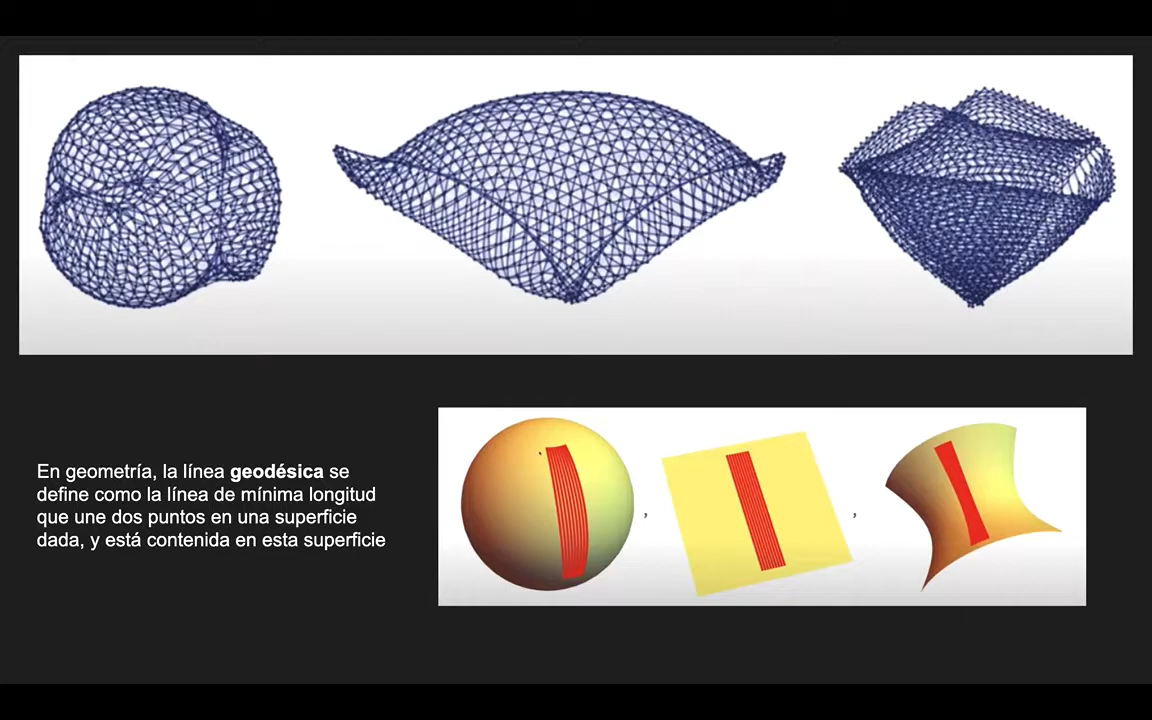 En geometría, la línea geodésica se
define como la línea de mínima longitud
que une dos puntos en una superficie
dada, y está contenida en esta superficie
, ,